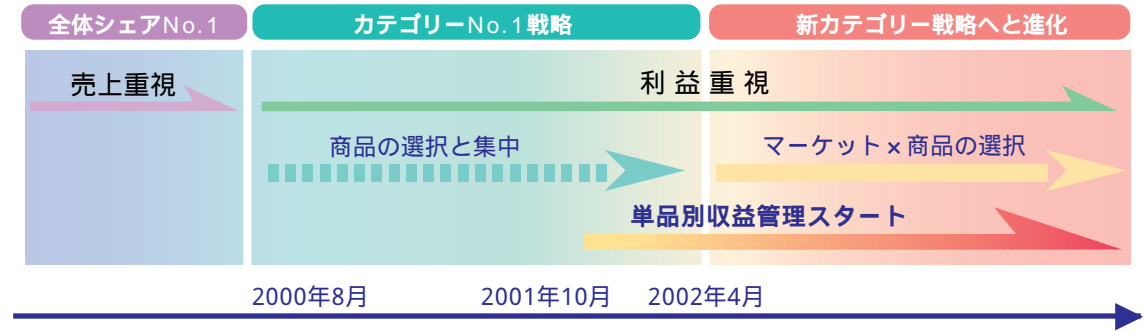 全体シェアNo.1
カテゴリーNo.1戦略
新カテゴリー戦略へと進化
売上重視
利益重視
商品の選択と集中
マーケット×商品の選択
単品別収益管理スタート
2000年8月
2001年10月
2002年4月